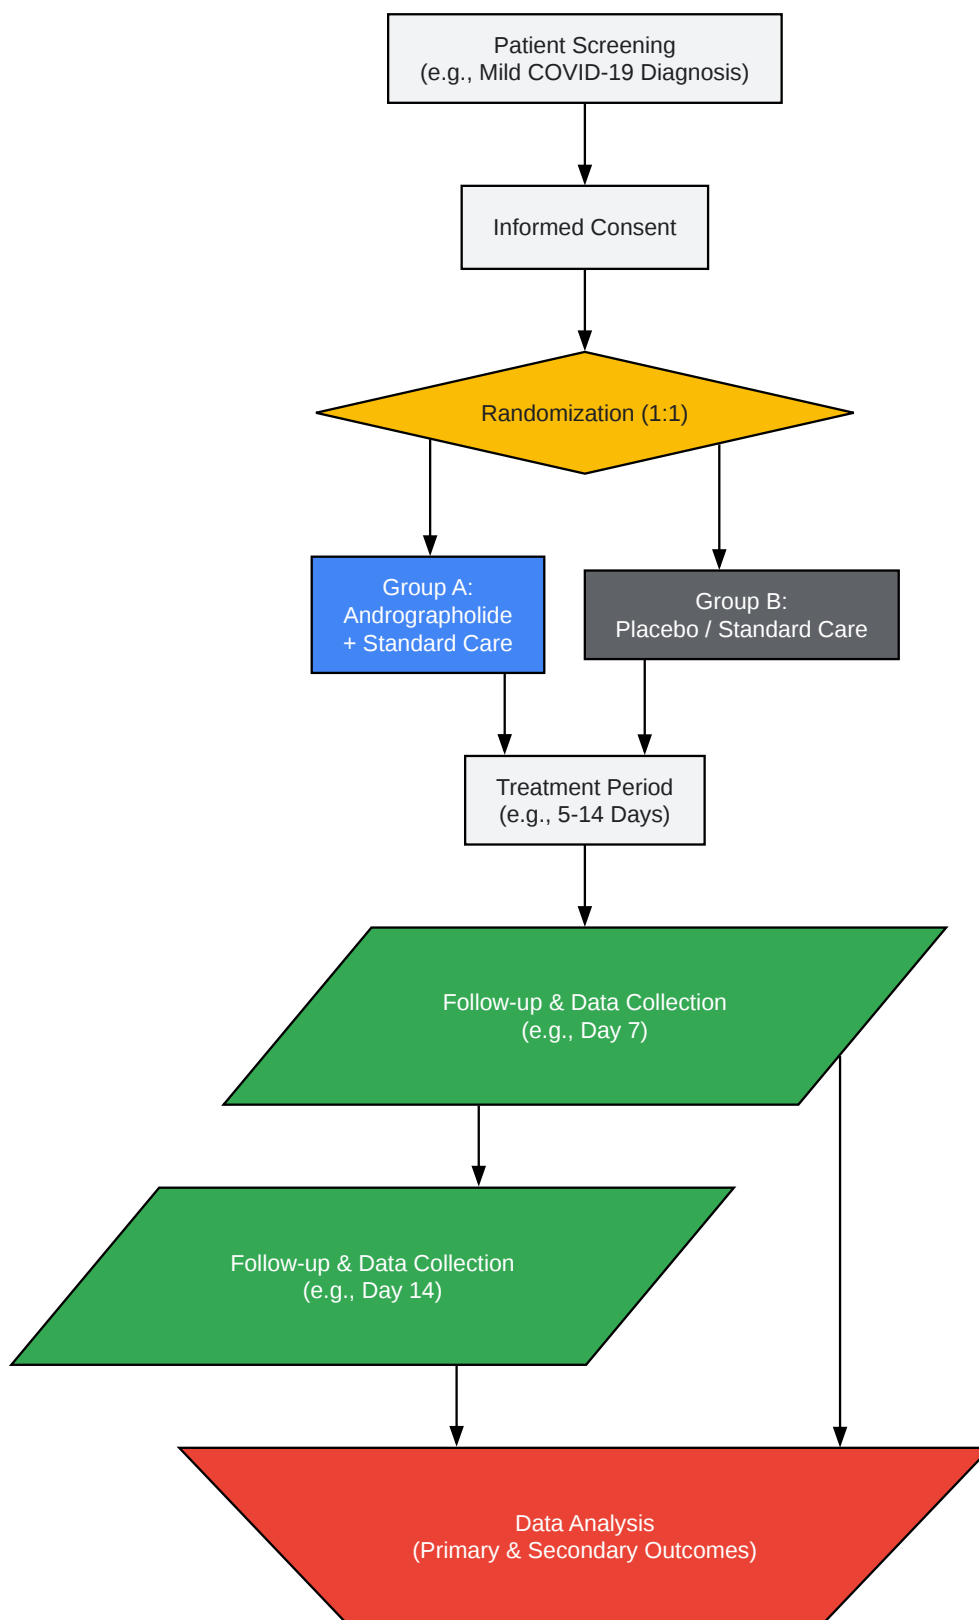 Patient Screening
(e.g., Mild COVID-19 Diagnosis)
Informed Consent
Randomization (1:1)
Group A:
Andrographolide
+ Standard Care
Group B:
Placebo / Standard Care
Treatment Period
(e.g., 5-14 Days)
Follow-up & Data Collection
(e.g., Day 7)
Follow-up & Data Collection
(e.g., Day 14)
Data Analysis
(Primary & Secondary Outcomes)